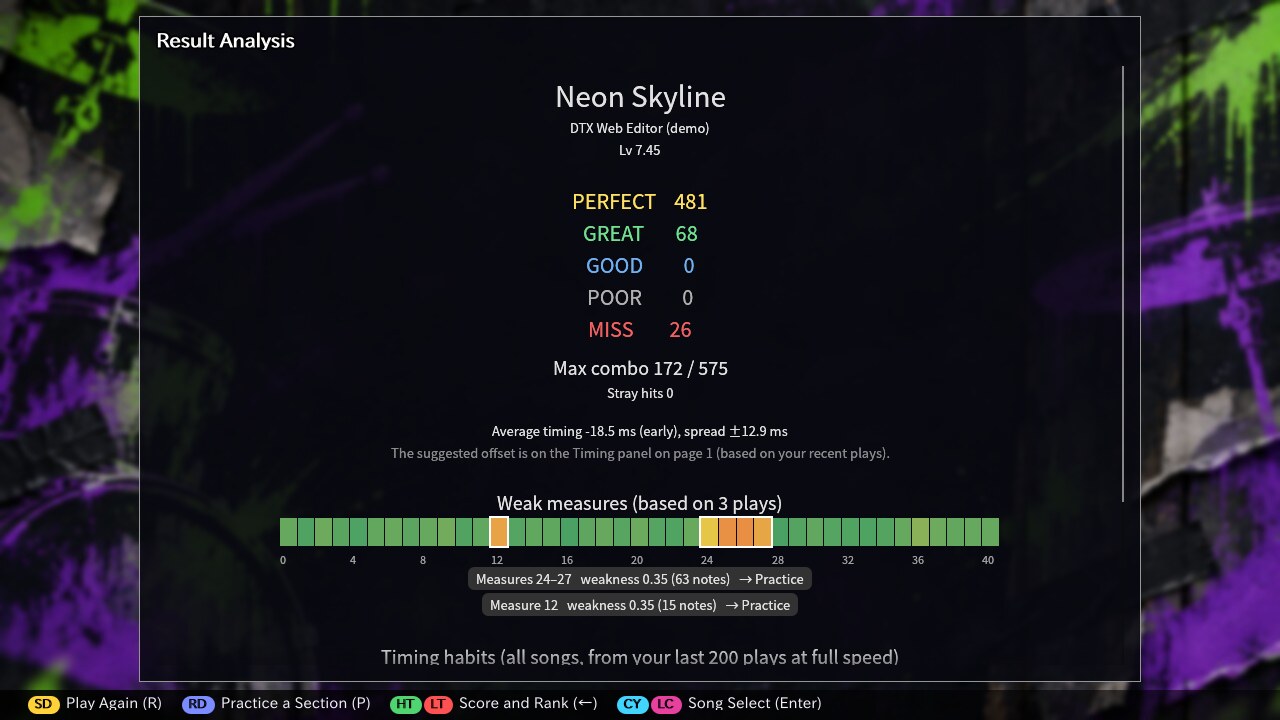 Result Analysis
Neon Skyline
DTX Web Editor (demo)
Lv 7.45
PERFECT 481
GREAT 68
GOOD 0
POOR 0
MISS 26
Max combo 172 / 575
Stray hits 0
Average timing -18.5 ms (early), spread ±12.9 ms
The suggested offset is on the Timing panel on page 1 (based on your recent plays).
Weak measures (based on 3 plays)
0 4 8 12 16 20 24 28 32 36 40
Measures 24–27 weakness 0.35 (63 notes) → Practice
Measure 12 weakness 0.35 (15 notes) → Practice
Timing habits (all songs, from your last 200 plays at full speed)
SD Play Again (R) RD Practice a Section (P) HT LT Score and Rank (←) CY LC Song Select (Enter)